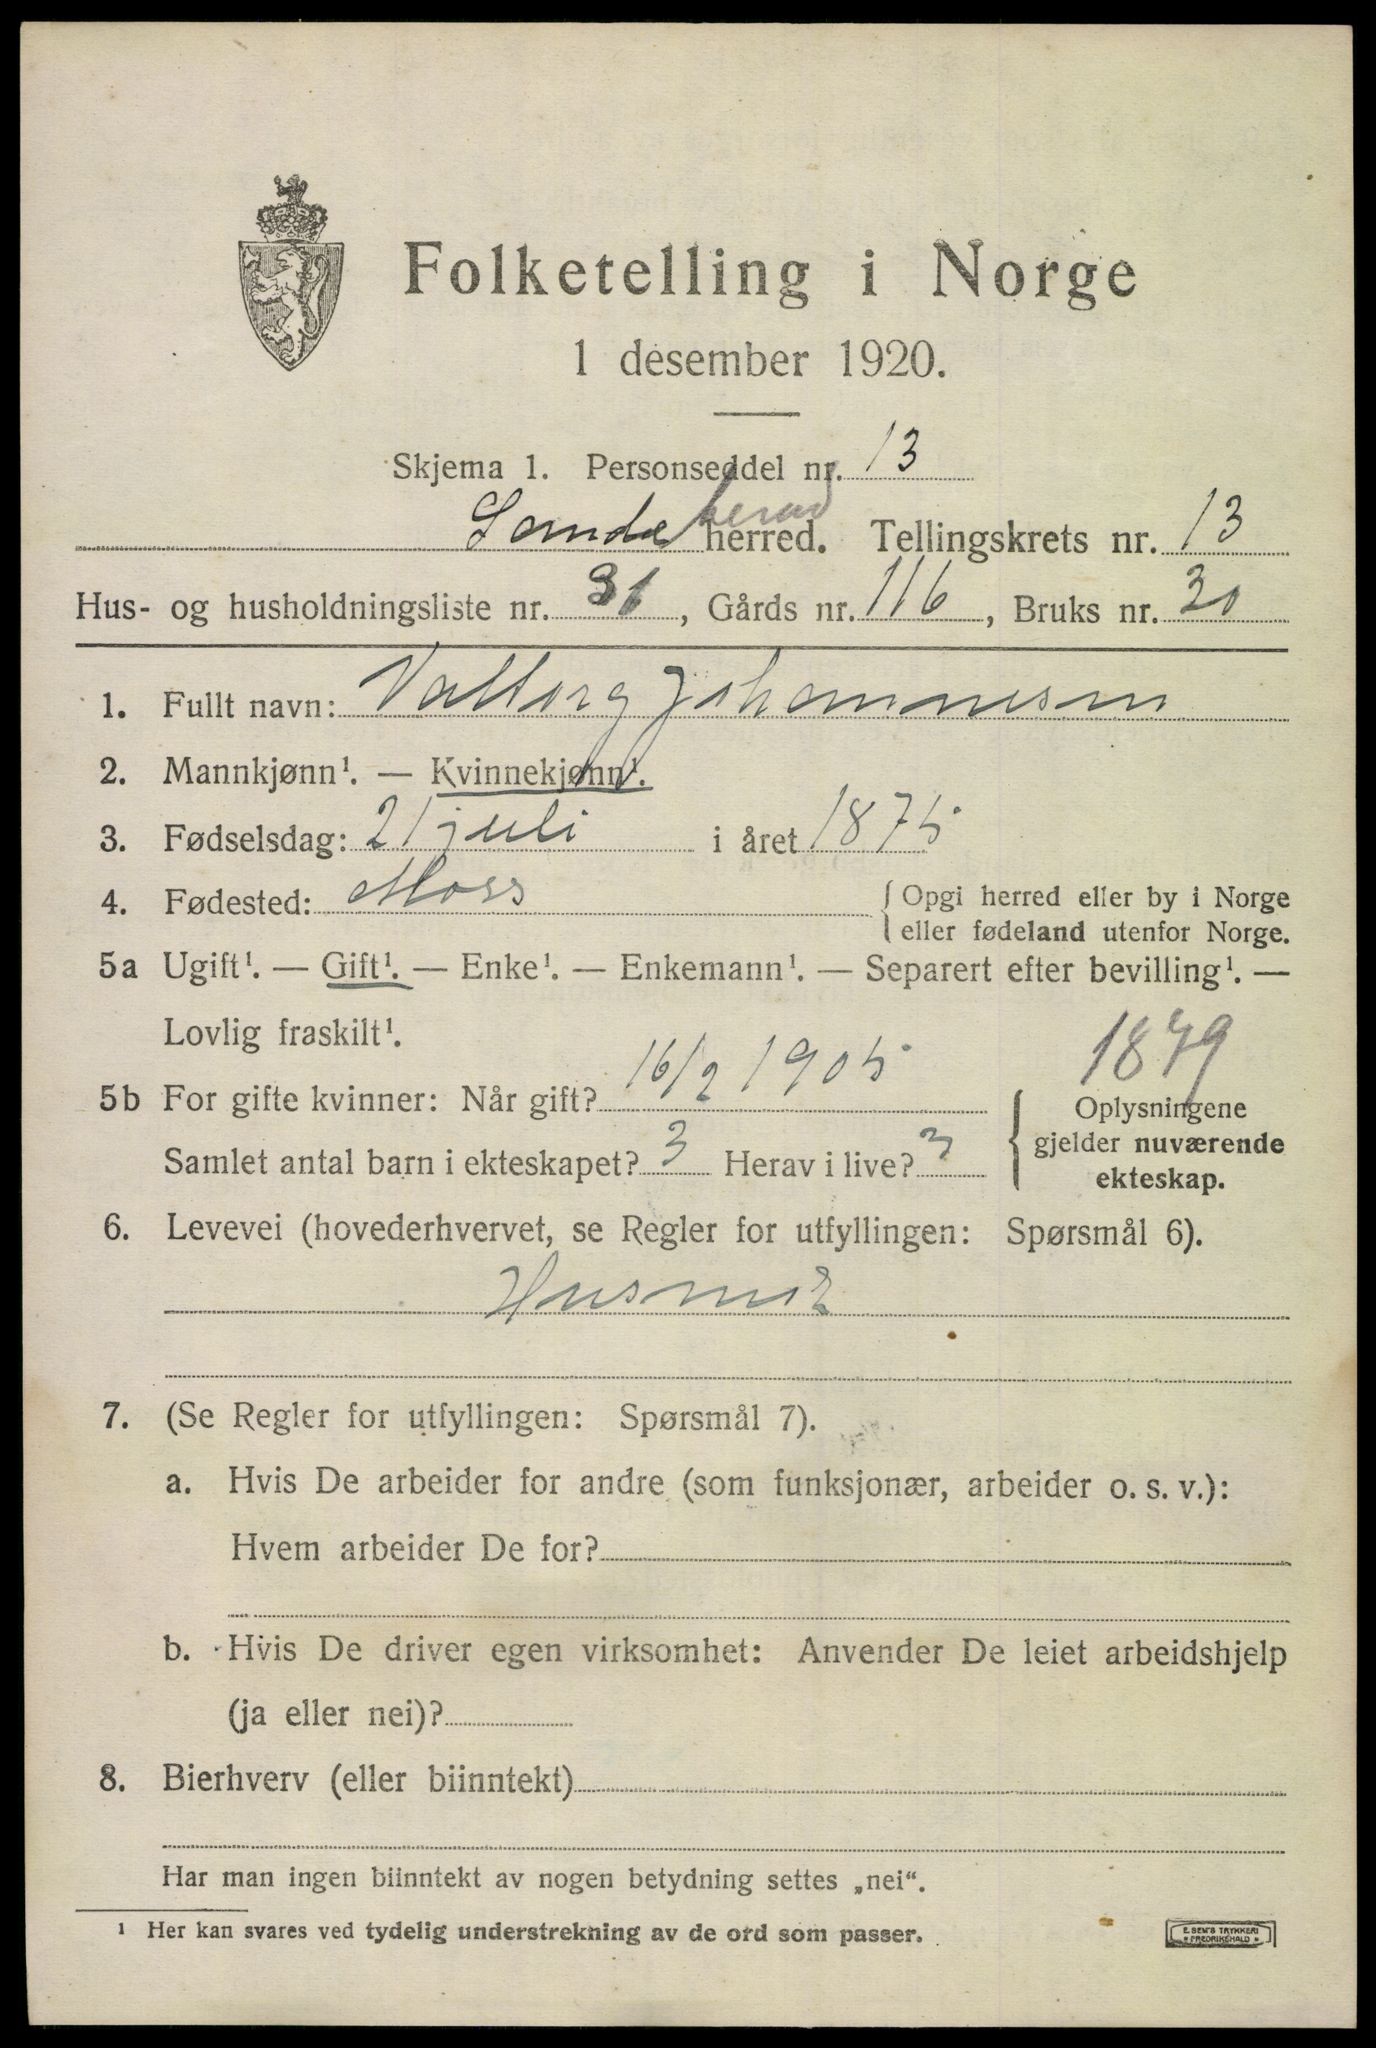 Folketelling i Norge
1 desember 1920.
Skjema 1. Personseddel nr. 13
Sandeherad herred. Tellingskrets nr. 13
Hus- og husholdningsliste nr. 31, Gårds nr. 116, Bruks nr. 30
1. Fullt navn: Valborg Johannesen
2. Mannkjønn¹. — Kvinnekjønn¹.
3. Fødselsdag: 21 juli i året 1875
4. Fødested: Moss { Opgi herred eller by i Norge
eller fødeland utenfor Norge.
5a Ugift¹. — Gift¹. — Enke¹. — Enkemann¹. — Separert efter bevilling¹. —
Lovlig fraskilt¹.
1879
5b For gifte kvinner: Når gift? 16/2 1905
Samlet antal barn i ekteskapet? 3 Herav i live? 3
{ Oplysningene
gjelder nuværende
ekteskap.
6. Levevei (hovederhvervet, se Regler for utfyllingen: Spørsmål 6).
Husmor
7. (Se Regler for utfyllingen: Spørsmål 7).
a. Hvis De arbeider for andre (som funksjonær, arbeider o. s. v.):
Hvem arbeider De for?
b. Hvis De driver egen virksomhet: Anvender De leiet arbeidshjelp
(ja eller nei)?
8. Bierhverv (eller biinntekt)
Har man ingen biinntekt av nogen betydning settes „nei“.
¹ Her kan svares ved tydelig understrekning av de ord som passer.
E. SEM'S TRYKKERI
FREDRIKSHALD